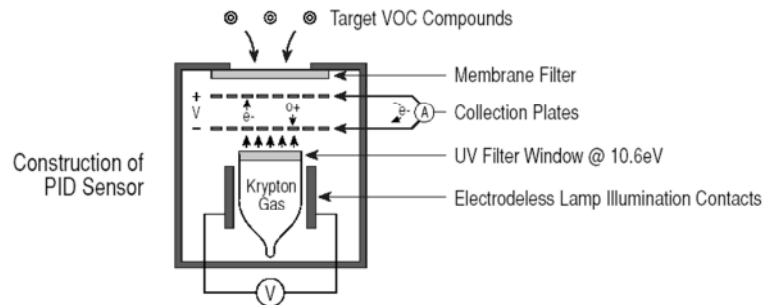 Target VOC Compounds
Membrane Filter
+
V
e-
o+
e-
A
Collection Plates
-
UV Filter Window @ 10.6eV
Construction of
PID Sensor
Krypton
Gas
Electrodeless Lamp Illumination Contacts
V